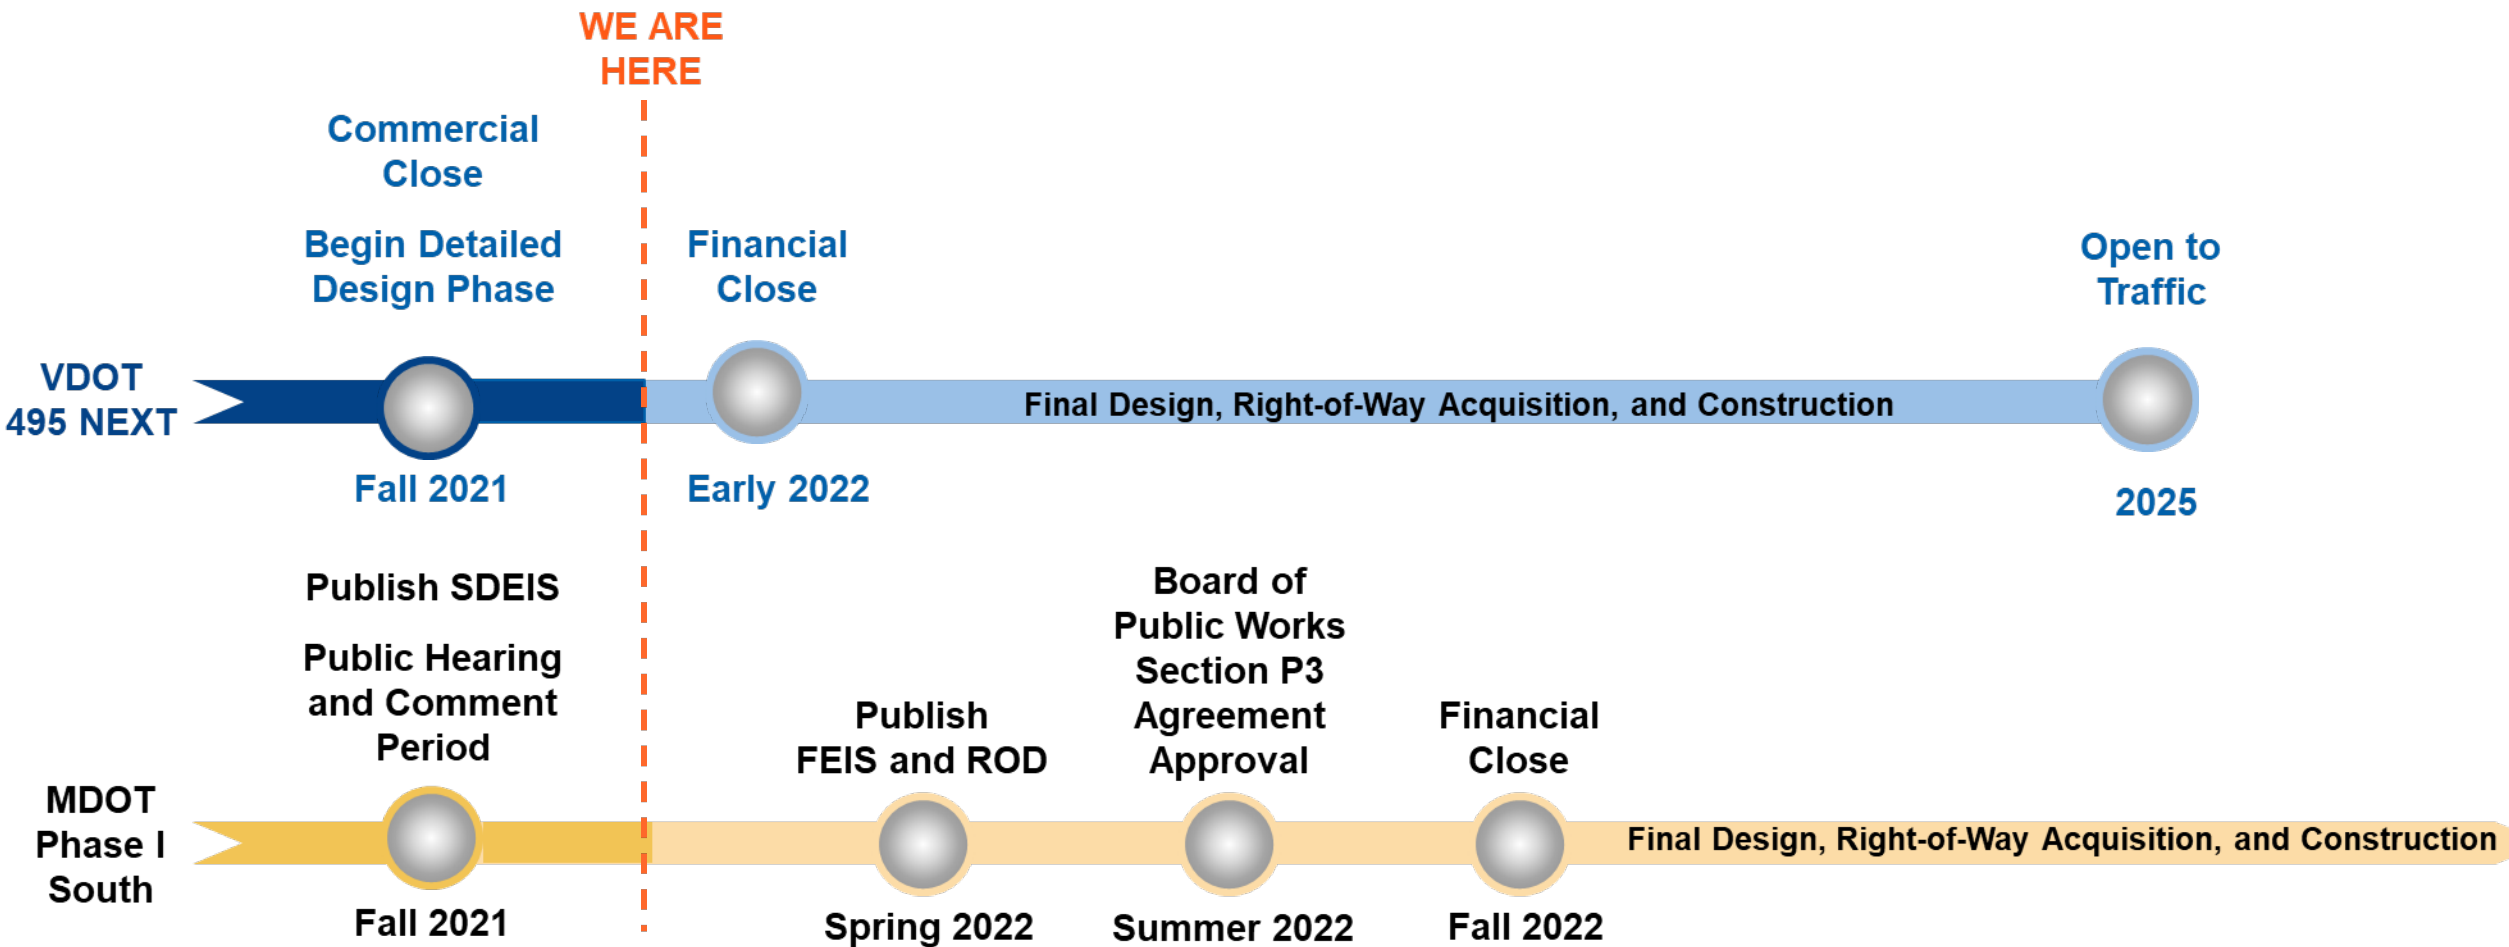 WE ARE
HERE
Commercial
Close
Begin Detailed
Design Phase
Financial
Close
Open to
Traffic
VDOT
495 NEXT
Final Design, Right-of-Way Acquisition, and Construction
Fall 2021
Early 2022
2025
Publish SDEIS
Public Hearing
and Comment
Period
Publish
FEIS and ROD
Board of
Public Works
Section P3
Agreement
Approval
Financial
Close
MDOT
Phase I
South
Final Design, Right-of-Way Acquisition, and Construction
Fall 2021
Spring 2022
Summer 2022
Fall 2022